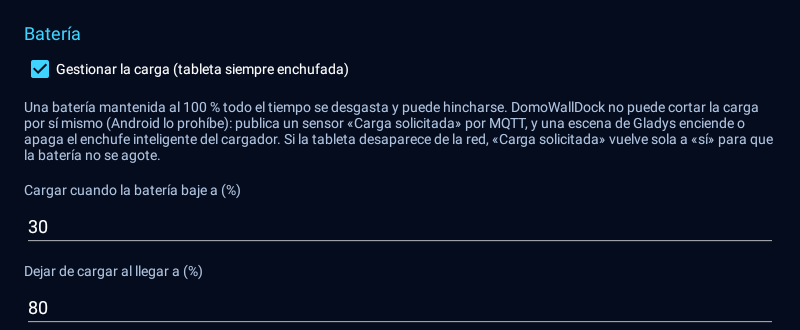 Batería
Gestionar la carga (tableta siempre enchufada)
Una batería mantenida al 100 % todo el tiempo se desgasta y puede hincharse. DomoWallDock no puede cortar la carga
por sí mismo (Android lo prohíbe): publica un sensor «Carga solicitada» por MQTT, y una escena de Gladys enciende o
apaga el enchufe inteligente del cargador. Si la tableta desaparece de la red, «Carga solicitada» vuelve sola a «sí» para que
la batería no se agote.
Cargar cuando la batería baje a (%)
30
Dejar de cargar al llegar a (%)
80